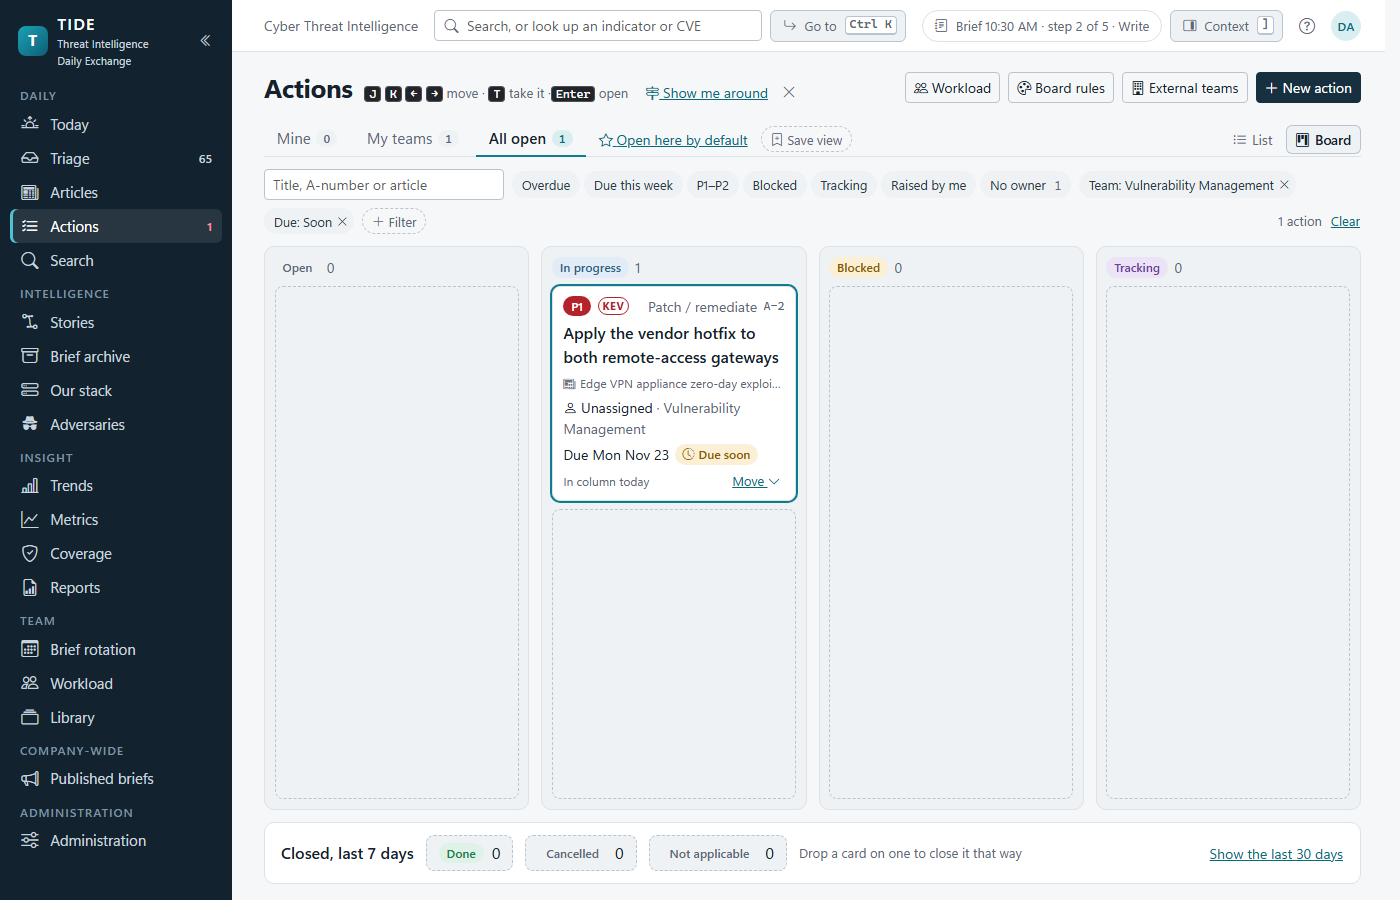 TIDE
Threat Intelligence
Daily Exchange
DAILY
Today
Triage 65
Articles
Actions 1
Search
INTELLIGENCE
Stories
Brief archive
Our stack
Adversaries
INSIGHT
Trends
Metrics
Coverage
Reports
TEAM
Brief rotation
Workload
Library
COMPANY-WIDE
Published briefs
ADMINISTRATION
Administration
Cyber Threat Intelligence
Search, or look up an indicator or CVE
Go to Ctrl K
Brief 10:30 AM · step 2 of 5 · Write
Context ]
?
DA
Actions J K ← → move · T take it · Enter open Show me around
Workload
Board rules
External teams
+ New action
Mine 0
My teams 1
All open 1
Open here by default
Save view
List
Board
Title, A-number or article
Overdue
Due this week
P1–P2
Blocked
Tracking
Raised by me
No owner 1
Team: Vulnerability Management
Due: Soon
+ Filter
1 action Clear
Open 0
In progress 1
P1 KEV Patch / remediate A-2
Apply the vendor hotfix to
both remote-access gateways
Edge VPN appliance zero-day exploi...
Unassigned · Vulnerability
Management
Due Mon Nov 23 Due soon
In column today Move
Blocked 0
Tracking 0
Closed, last 7 days
Done 0
Cancelled 0
Not applicable 0
Drop a card on one to close it that way
Show the last 30 days